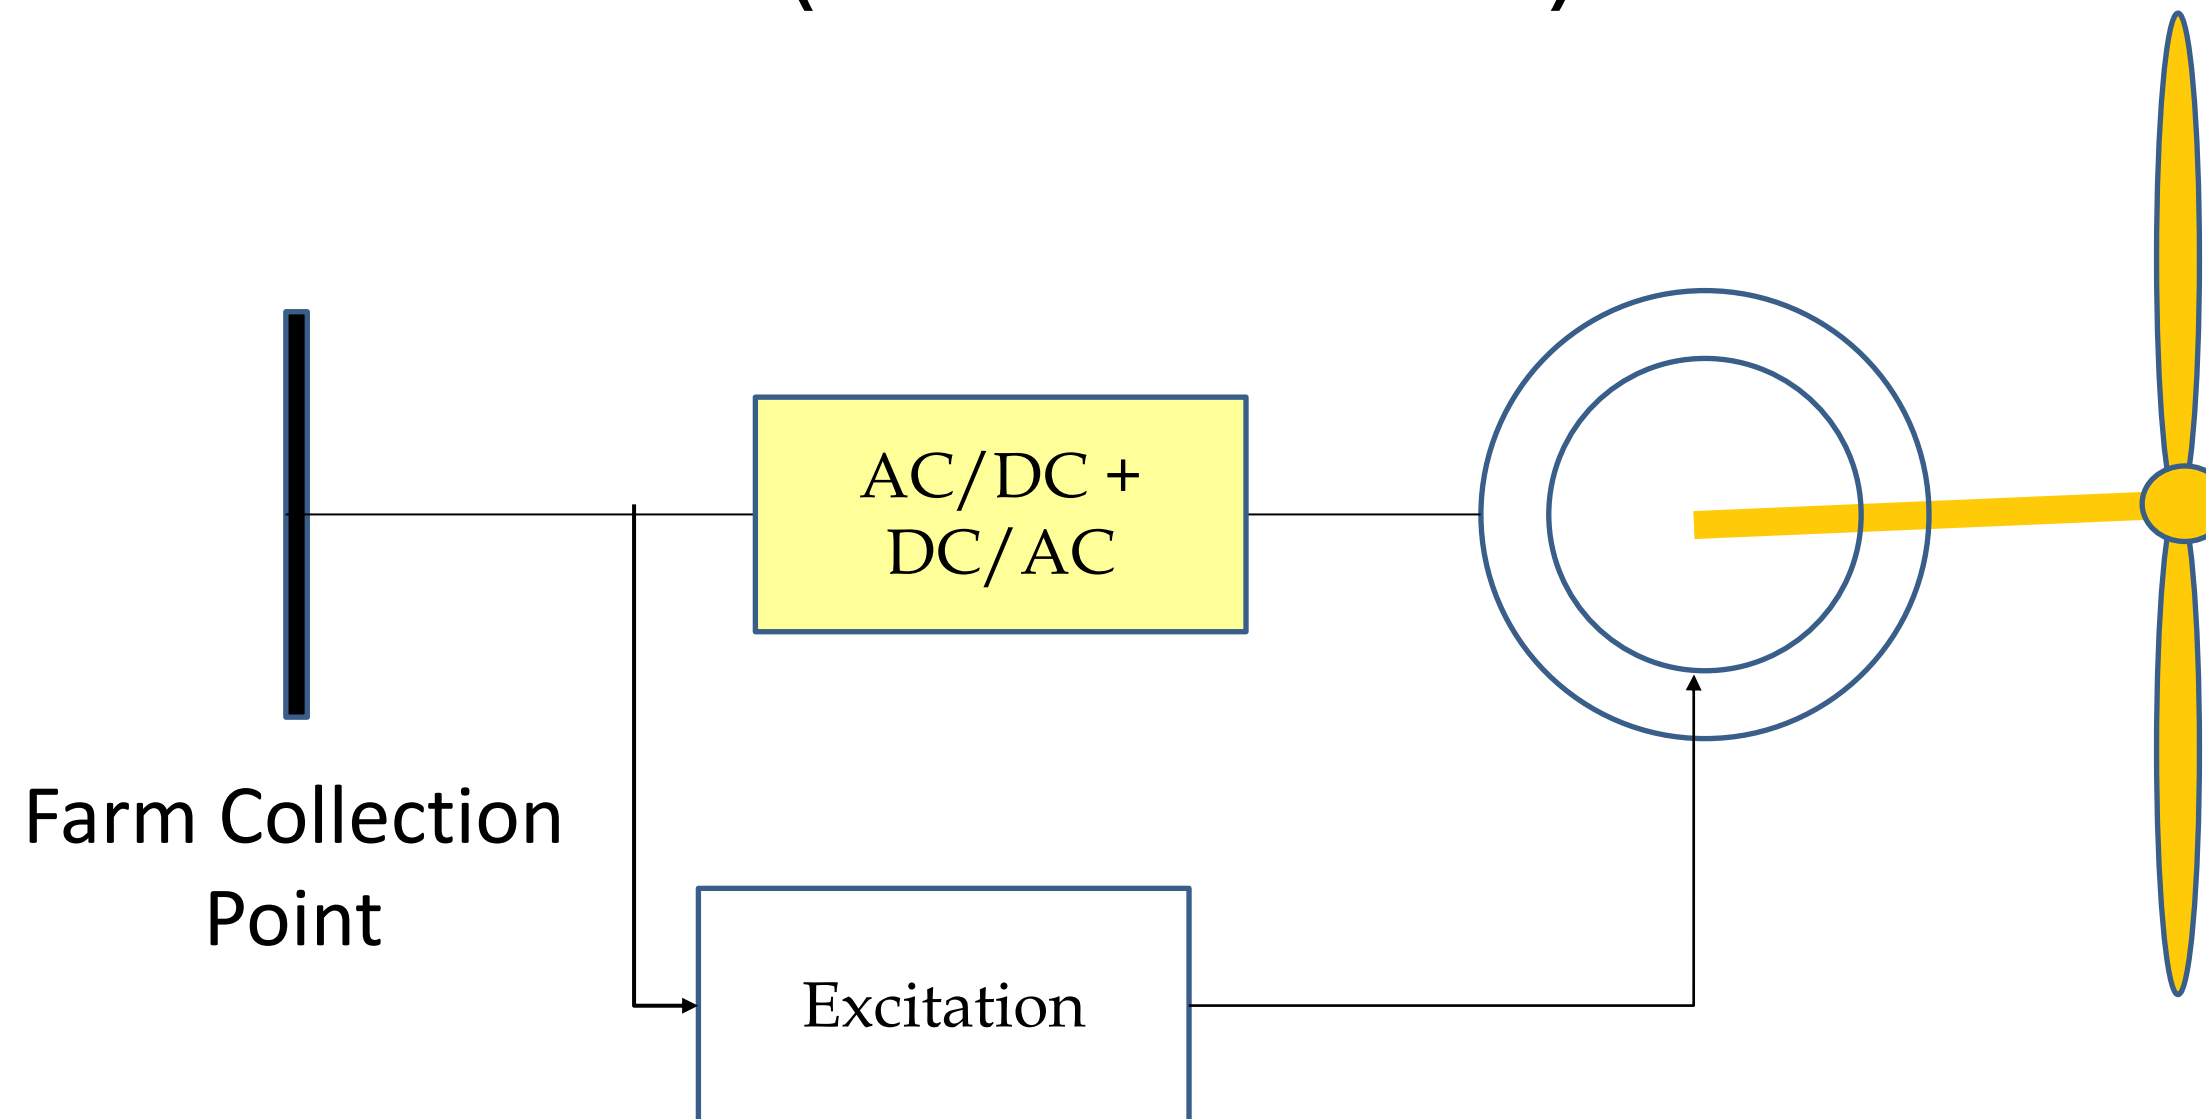 AC/DC +
DC/AC
Farm Collection
Point
Excitation